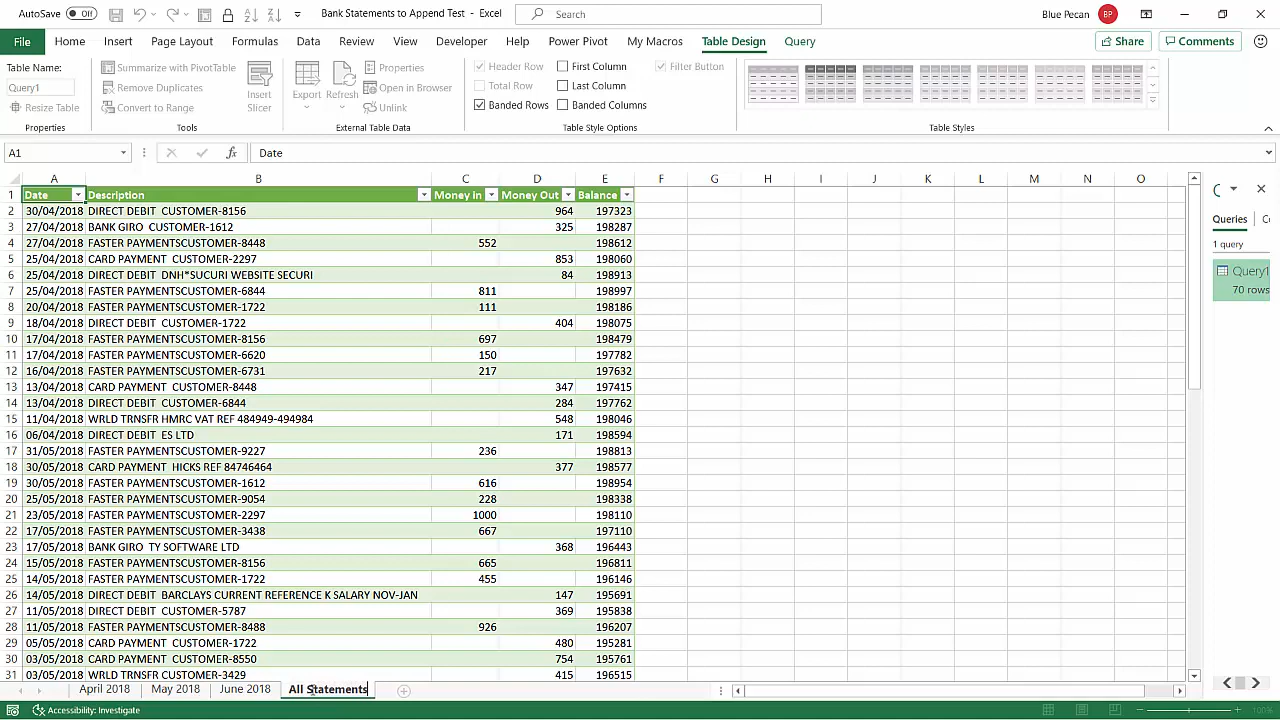 AutoSave Off Bank Statements to Append Test - Excel Search Blue Pecan BP
File Home Insert Page Layout Formulas Data Review View Developer Help Power Pivot My Macros Table Design Query Share Comments
Table Name: Summarize with PivotTable Properties Header Row First Column Filter Button
Query1 Remove Duplicates Insert Slicer Export Refresh Open in Browser Total Row Last Column
Resize Table Convert to Range Unlink Banded Rows Banded Columns
Properties Tools External Table Data Table Style Options Table Styles
A1 fx Date
A B C D E F G H I J K L M N O
1 Date Description Money In Money Out Balance
2 30/04/2018 DIRECT DEBIT CUSTOMER-8156 964 197323
3 27/04/2018 BANK GIRO CUSTOMER-1612 325 198287
4 27/04/2018 FASTER PAYMENTSCUSTOMER-8448 552 198612
5 25/04/2018 CARD PAYMENT CUSTOMER-2297 853 198060
6 25/04/2018 DIRECT DEBIT DNH*SUCURI WEBSITE SECURI 84 198913
7 25/04/2018 FASTER PAYMENTSCUSTOMER-6844 811 198997
8 20/04/2018 FASTER PAYMENTSCUSTOMER-1722 111 198186
9 18/04/2018 DIRECT DEBIT CUSTOMER-1722 404 198075
10 17/04/2018 FASTER PAYMENTSCUSTOMER-8156 697 198479
11 17/04/2018 FASTER PAYMENTSCUSTOMER-6620 150 197782
12 16/04/2018 FASTER PAYMENTSCUSTOMER-6731 217 197632
13 13/04/2018 CARD PAYMENT CUSTOMER-8448 347 197415
14 13/04/2018 DIRECT DEBIT CUSTOMER-6844 284 197762
15 11/04/2018 WRLD TRNSFR HMRC VAT REF 484949-494984 548 198046
16 06/04/2018 DIRECT DEBIT ES LTD 171 198594
17 31/05/2018 FASTER PAYMENTSCUSTOMER-9227 236 198813
18 30/05/2018 CARD PAYMENT HICKS REF 84746464 377 198577
19 30/05/2018 FASTER PAYMENTSCUSTOMER-1612 616 198954
20 25/05/2018 FASTER PAYMENTSCUSTOMER-9054 228 198338
21 23/05/2018 FASTER PAYMENTSCUSTOMER-2297 1000 198110
22 17/05/2018 FASTER PAYMENTSCUSTOMER-3438 667 197110
23 17/05/2018 BANK GIRO TY SOFTWARE LTD 368 196443
24 15/05/2018 FASTER PAYMENTSCUSTOMER-8156 665 196811
25 14/05/2018 FASTER PAYMENTSCUSTOMER-1722 455 196146
26 14/05/2018 DIRECT DEBIT BARCLAYS CURRENT REFERENCE K SALARY NOV-JAN 147 195691
27 11/05/2018 DIRECT DEBIT CUSTOMER-5787 369 195838
28 11/05/2018 FASTER PAYMENTSCUSTOMER-8488 926 196207
29 05/05/2018 CARD PAYMENT CUSTOMER-1722 480 195281
30 03/05/2018 CARD PAYMENT CUSTOMER-8550 754 195761
31 03/05/2018 WRLD TRNSFR CUSTOMER-3429 415 196515
Queries
1 query
Query1
70 rows
April 2018 May 2018 June 2018 All Statements
Accessibility: Investigate 100%